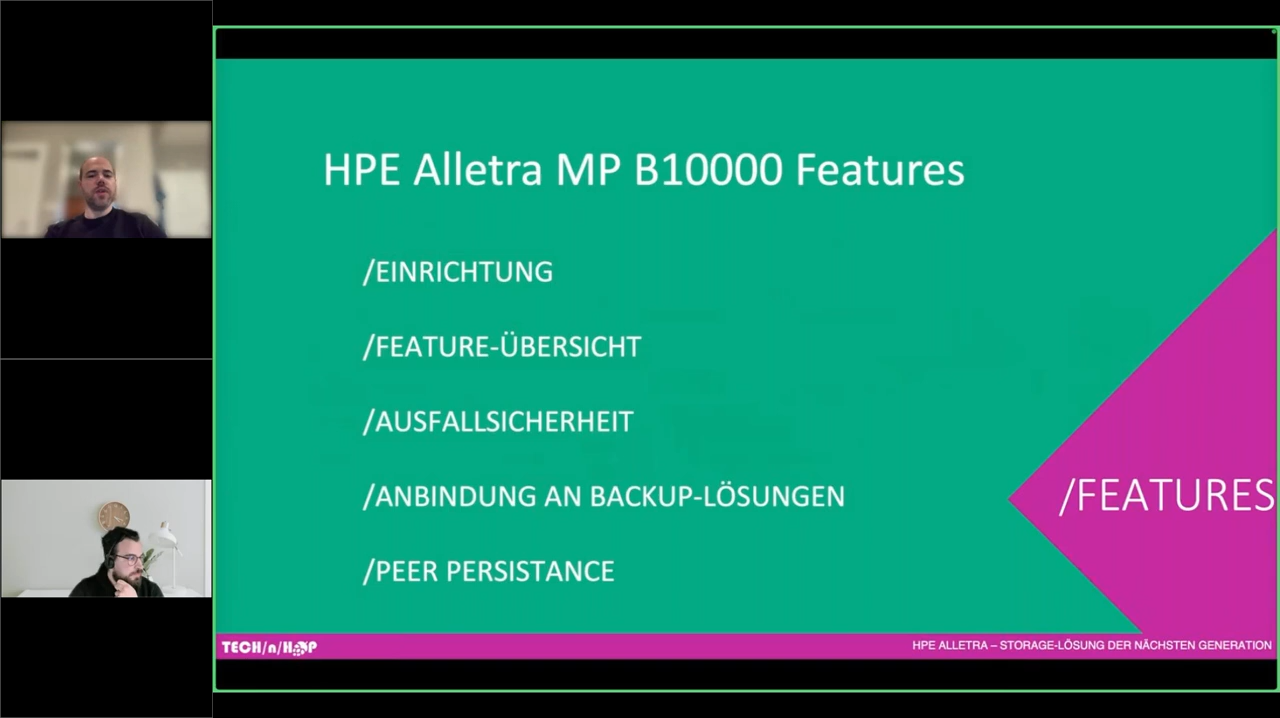 HPE Alletra MP B10000 Features
/EINRICHTUNG
/FEATURE-ÜBERSICHT
/AUSFALLSICHERHEIT
/ANBINDUNG AN BACKUP-LÖSUNGEN
/PEER PERSISTANCE
/FEATURES
TECH/n/HOP
HPE ALLETRA – STORAGE-LÖSUNG DER NÄCHSTEN GENERATION